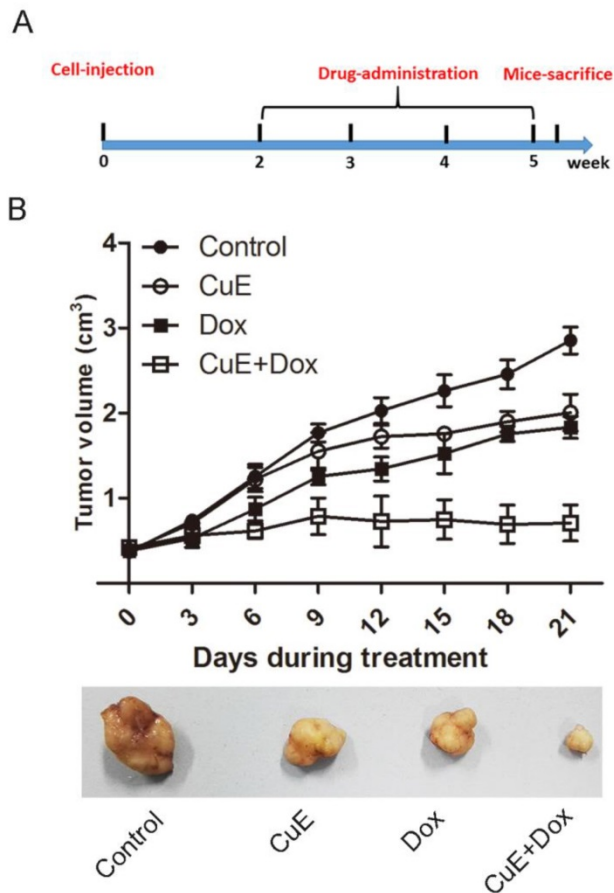 A
Cell-injection
Drug-administration
Mice-sacrifice
0
2
3
4
5
week
B
Tumor volume (cm³)
4
3
2
1
Control
CuE
Dox
CuE+Dox
0
3
6
9
12
15
18
21
Days during treatment
Control
CuE
Dox
CuE+Dox